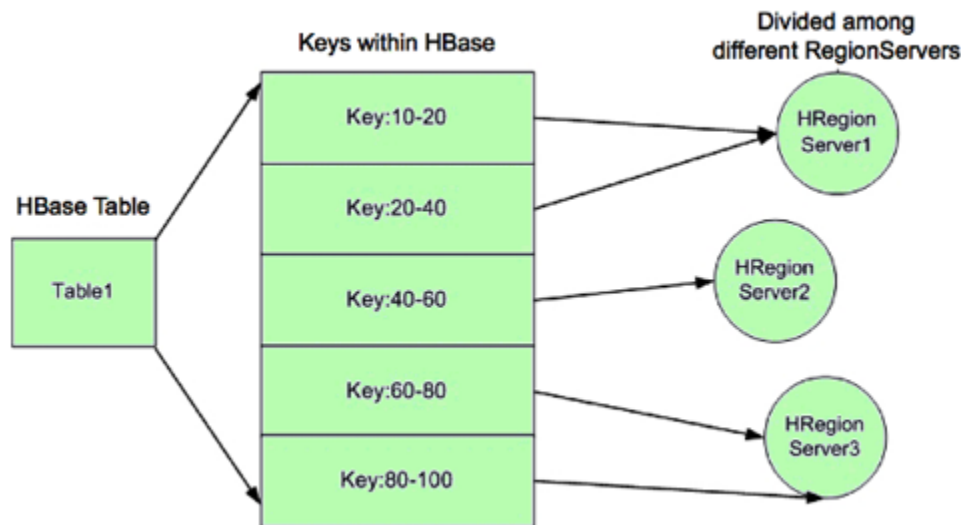 Keys within HBase
Divided among
different RegionServers
Key:10-20
Key:20-40
Key:40-60
Key:60-80
Key:80-100
HBase Table
Table1
HRegion
Server1
HRegion
Server2
HRegion
Server3